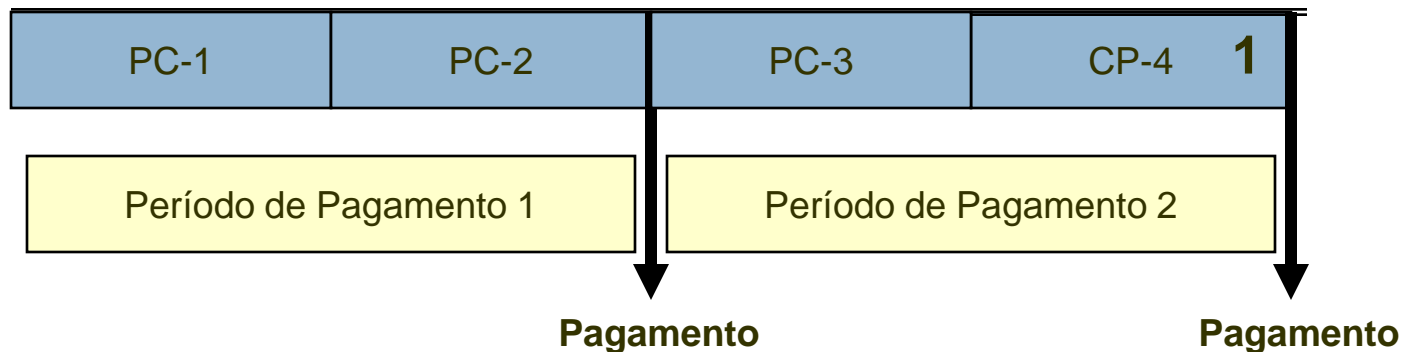 PC-1 PC-2 PC-3 CP-4 1
Período de Pagamento 1 Período de Pagamento 2
Pagamento Pagamento